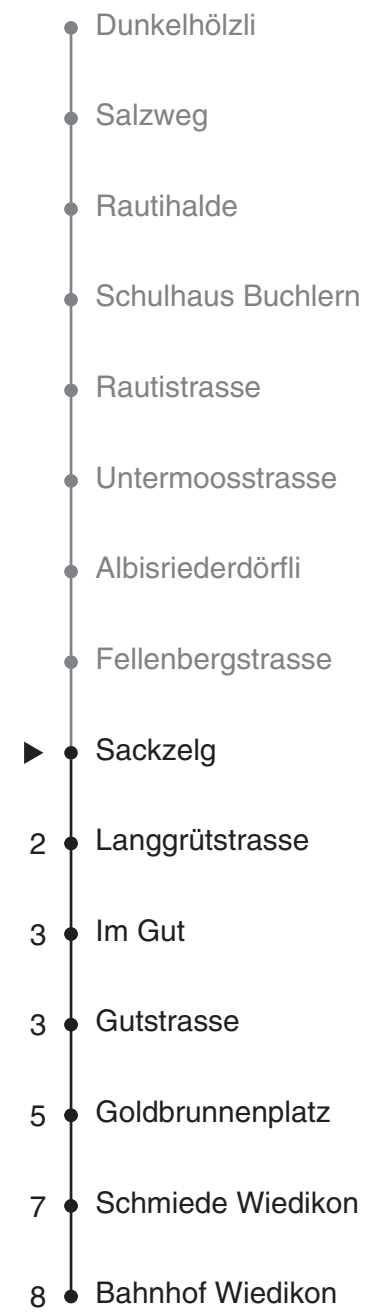 Dunkelhölzli
Salzweg
Rautihalde
Schulhaus Buchlern
Rautistrasse
Untermoosstrasse
Albisriederdörfli
Fellenbergstrasse
Sackzelg
2 Langgrütstrasse
3 Im Gut
3 Gutstrasse
5 Goldbrunnenplatz
7 Schmiede Wiedikon
8 Bahnhof Wiedikon